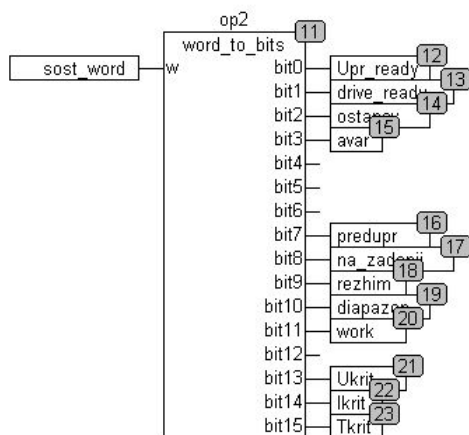 op2
11
word_to_bits
sost_word
w
bit0
Upr_ready
12
bit1
drive_ready
13
bit2
14
bit3
avar
15
bit4
bit5
bit6
bit7
predupr
16
bit8
17
bit9
rezhim
18
bit10
diapazon
19
bit11
work
20
bit12
bit13
Ukrit
21
bit14
Ikrit
22
bit15
Tkrit
23